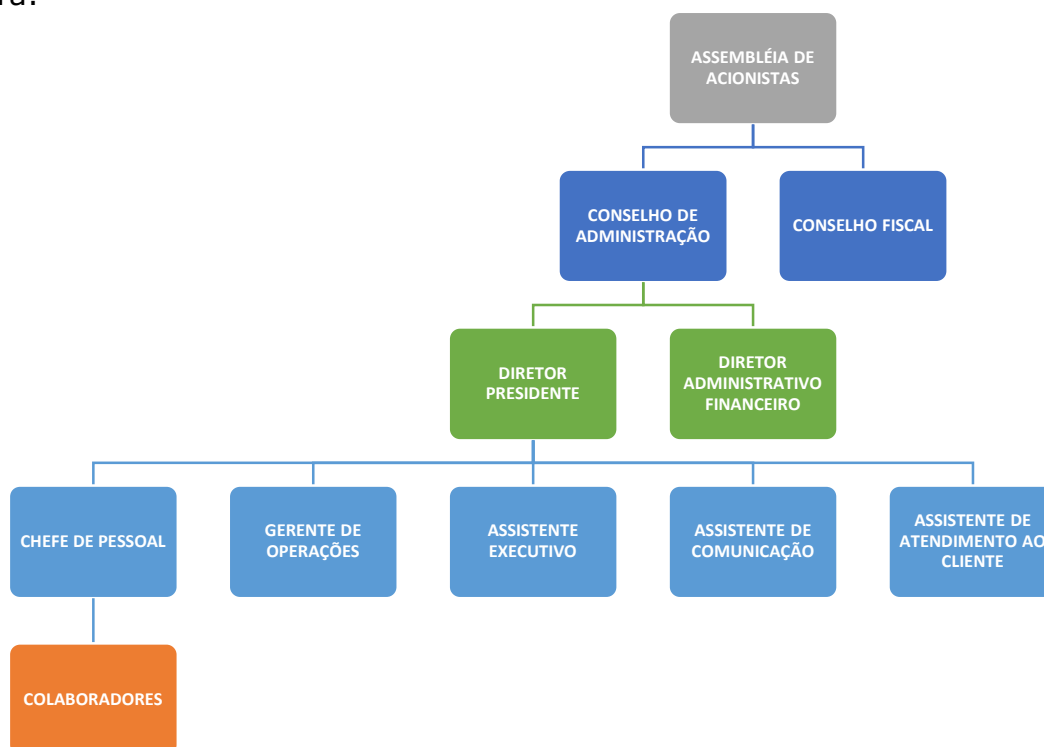 ASSEMBLÉIA DE
ACIONISTAS
CONSELHO DE
ADMINISTRAÇÃO
CONSELHO FISCAL
DIRETOR
PRESIDENTE
DIRETOR
ADMINISTRATIVO
FINANCEIRO
CHEFE DE PESSOAL
GERENTE DE
OPERAÇÕES
ASSISTENTE
EXECUTIVO
ASSISTENTE DE
COMUNICAÇÃO
ASSISTENTE DE
ATENDIMENTO AO
CLIENTE
COLABORADORES